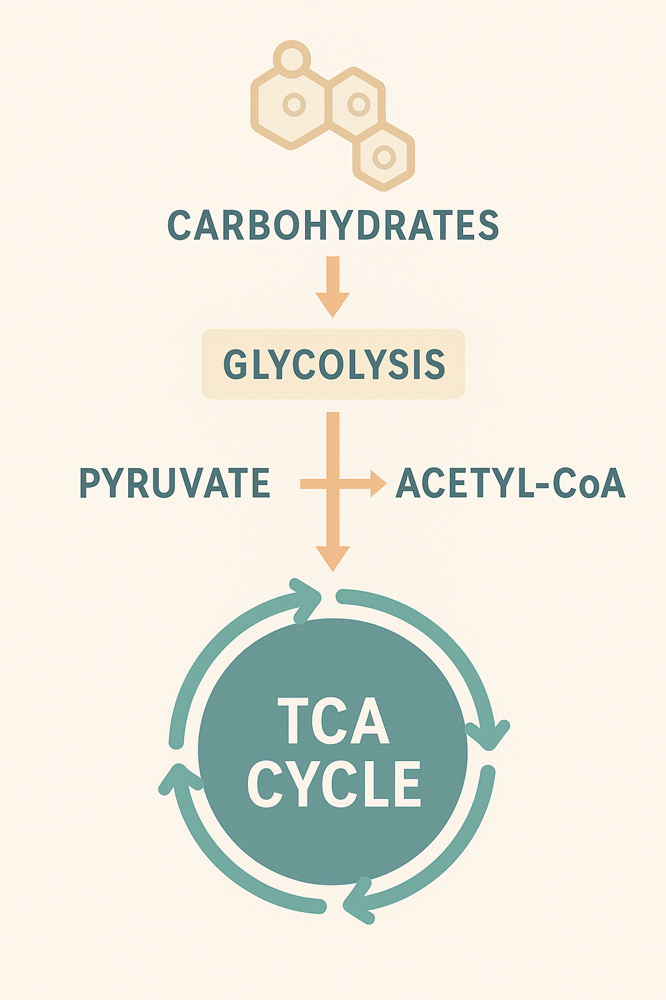 CARBOHYDRATES
GLYCOLYSIS
PYRUVATE
ACETYL-CoA
TCA
CYCLE